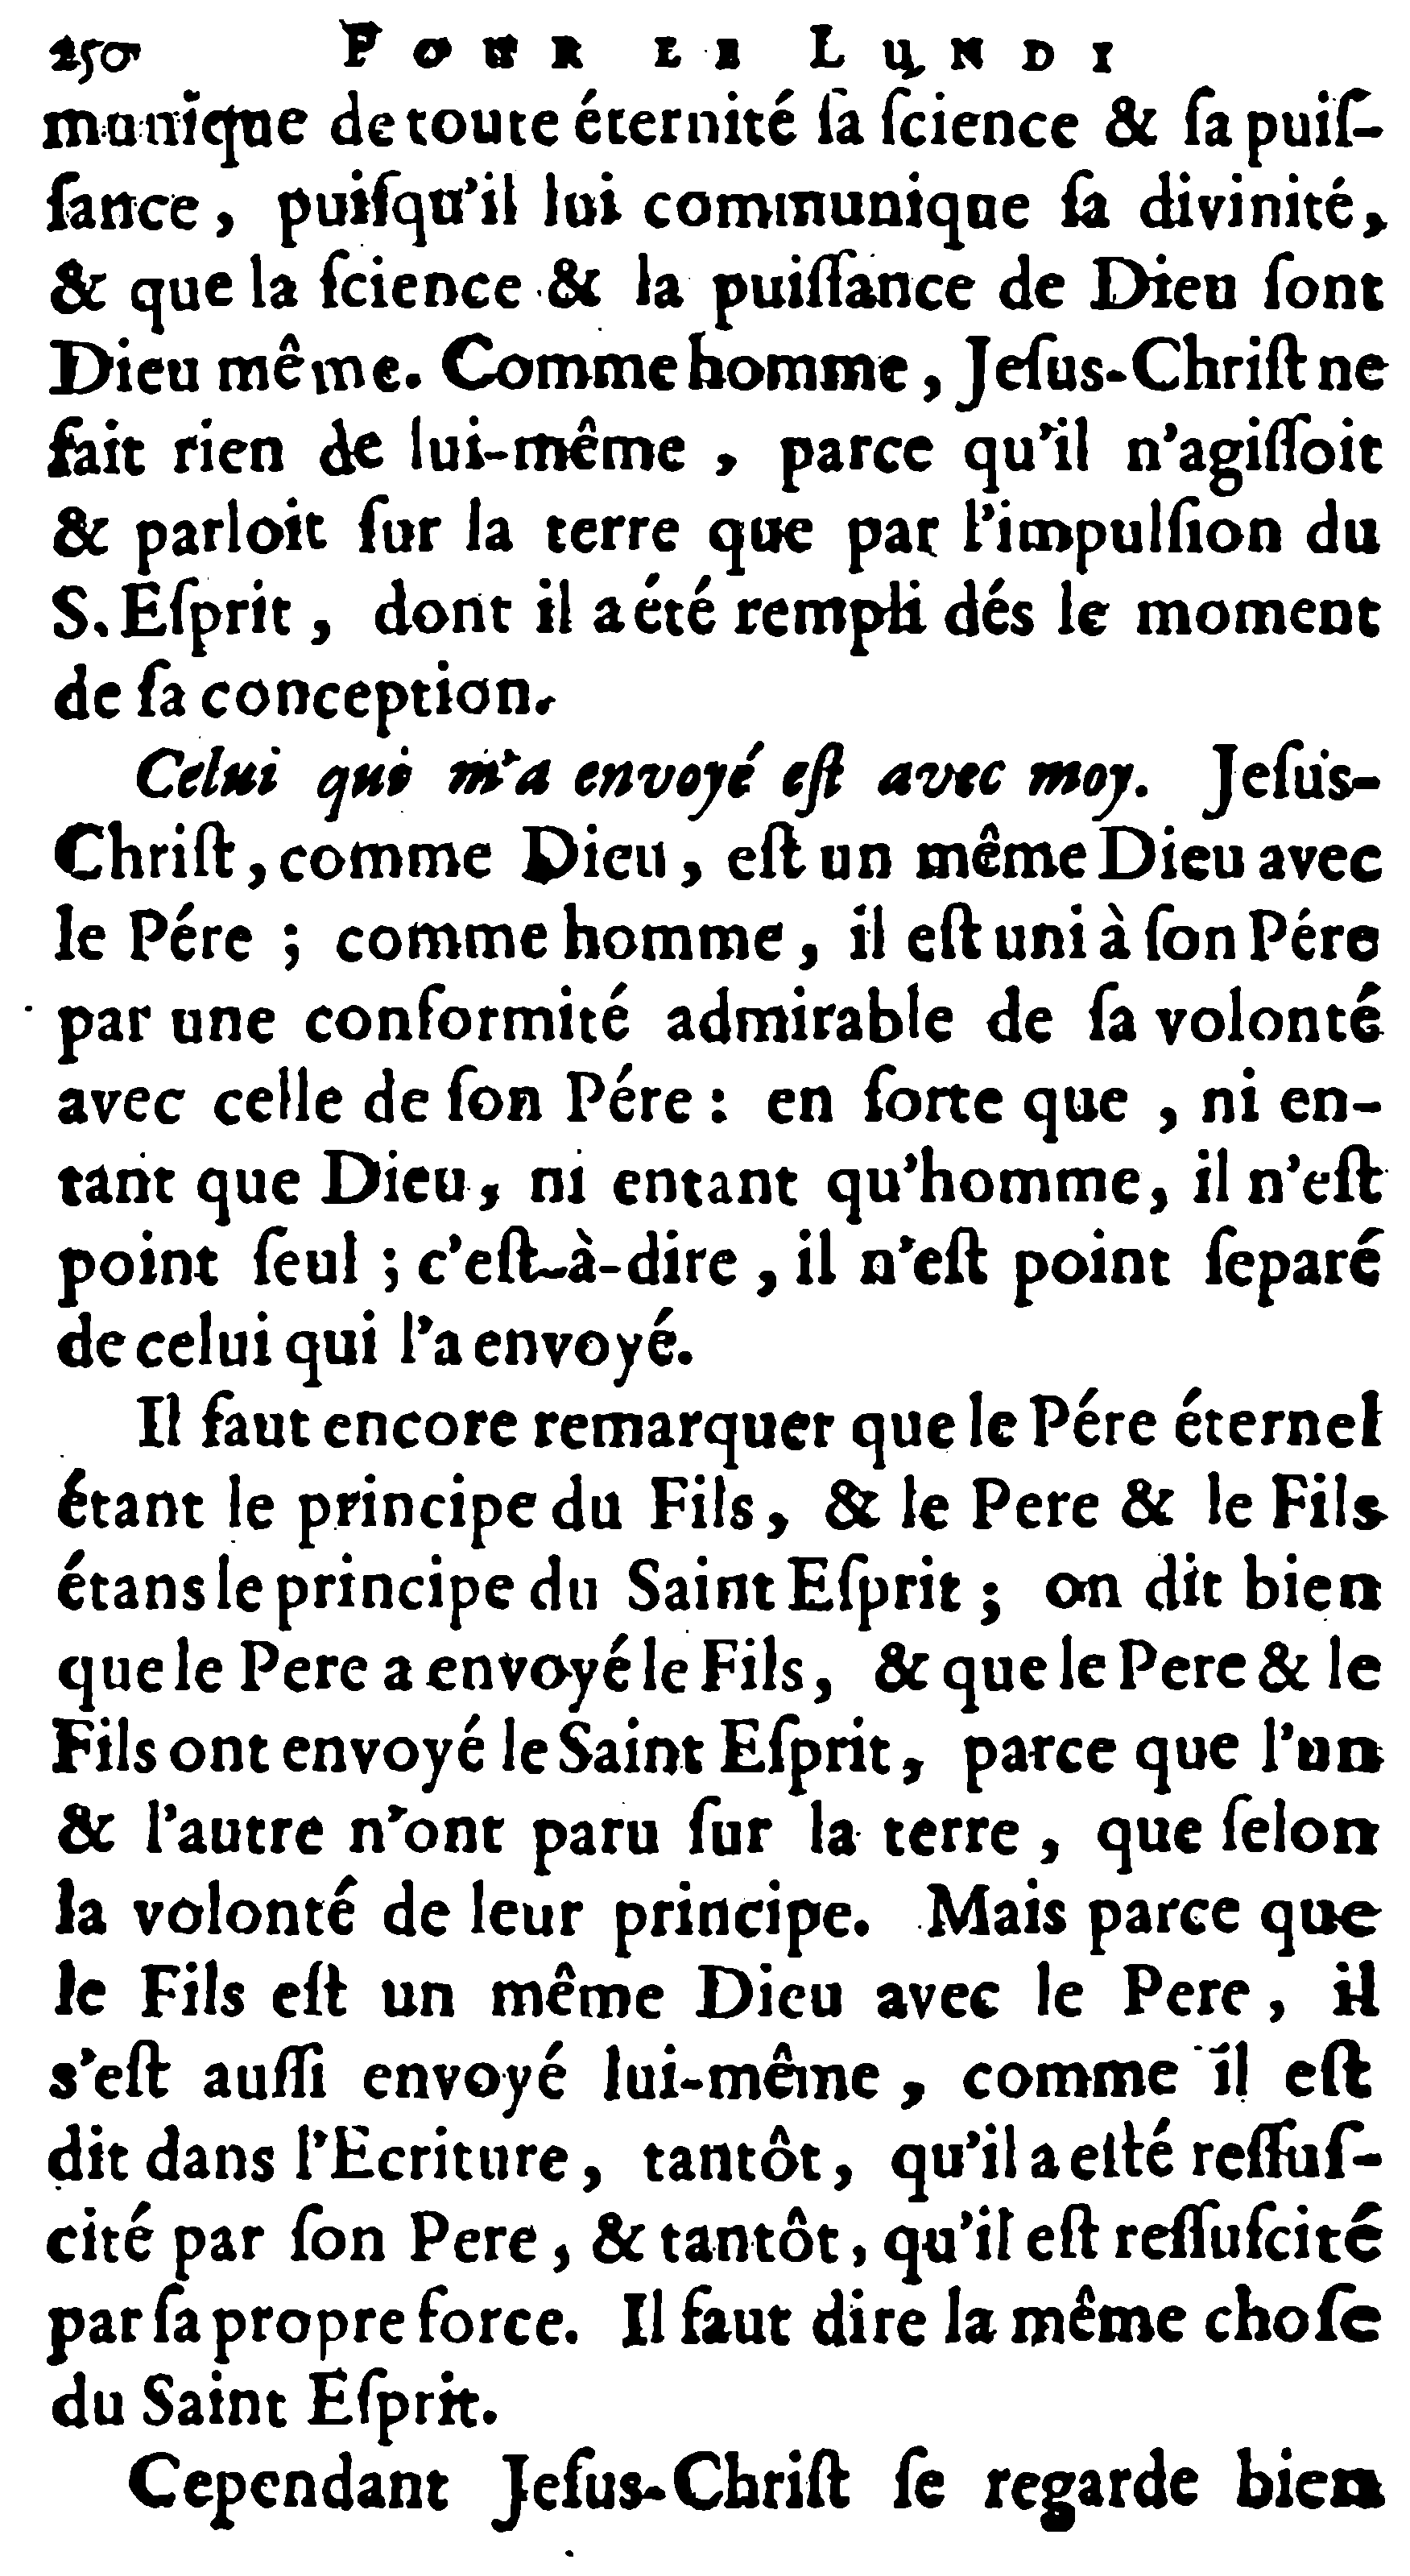 250 POUR LE LUNDI
munique de toute éternité ſa ſcience & ſa puiſ-
ſance, puiſqu'il lui communique ſa divinité,
& que la ſcience & la puiſſance de Dieu ſont
Dieu même. Comme homme, Jeſus-Chriſt ne
fait rien de lui-même, parce qu'il n'agiſſoit
& parloit ſur la terre que par l'impulſion du
S. Eſprit, dont il a été rempli dés le moment
de ſa conception.
Celui qui m'a envoyé eſt avec moy. Jeſus-
Chriſt, comme Dieu, eſt un même Dieu avec
le Pére ; comme homme, il eſt uni à ſon Pére
par une conformité admirable de ſa volonté
avec celle de ſon Pére : en ſorte que, ni en-
tant que Dieu, ni entant qu'homme, il n'eſt
point ſeul ; c'eſt-à-dire, il n'eſt point ſeparé
de celui qui l'a envoyé.
Il faut encore remarquer que le Pére éternel
étant le principe du Fils, & le Pere & le Fils
étans le principe du Saint Eſprit ; on dit bien
que le Pere a envoyé le Fils, & que le Pere & le
Fils ont envoyé le Saint Eſprit, parce que l'un
& l'autre n'ont paru ſur la terre, que ſelon
la volonté de leur principe. Mais parce que
le Fils eſt un même Dieu avec le Pere, il
s'eſt auſſi envoyé lui-même, comme il eſt
dit dans l'Ecriture, tantôt, qu'il a eſté reſſuſ-
cité par ſon Pere, & tantôt, qu'il eſt reſſuſcité
par ſa propre force. Il faut dire la même choſe
du Saint Eſprit.
Cependant Jeſus-Chriſt ſe regarde bien